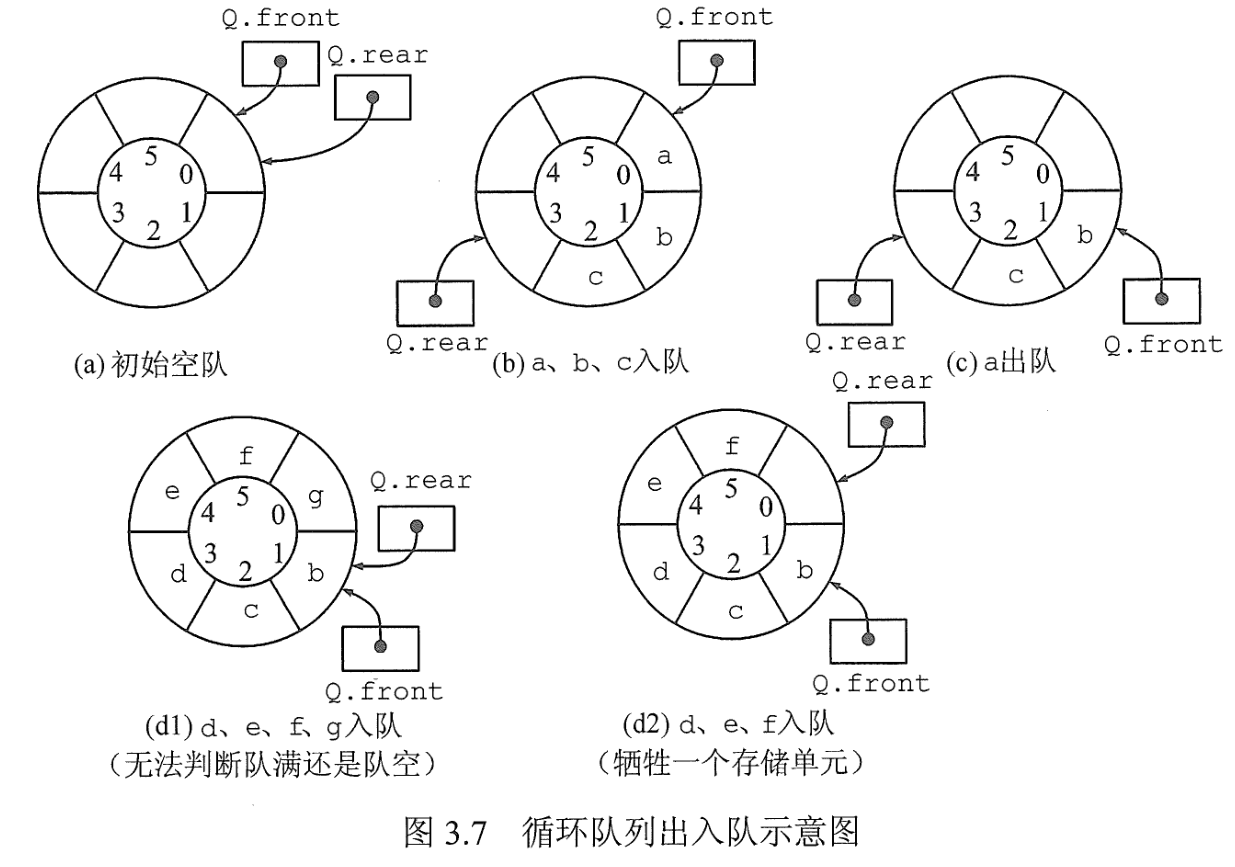 Q.front
Q.rear
5
4 0
3 1
2
(a) 初始空队
Q.front
a
5
4 0
3 1
2
b
c
Q.rear
(b) a、b、c入队
5
4 0
3 1
2
b
c
Q.rear
Q.front
(c) a出队
f
e g
5
4 0
3 1
2
d b
c
Q.rear
Q.front
(d1) d、e、f、g入队
（无法判断队满还是队空）
Q.rear
f
e
5
4 0
3 1
2
d b
c
Q.front
(d2) d、e、f入队
（牺牲一个存储单元）
图 3.7 循环队列出入队示意图